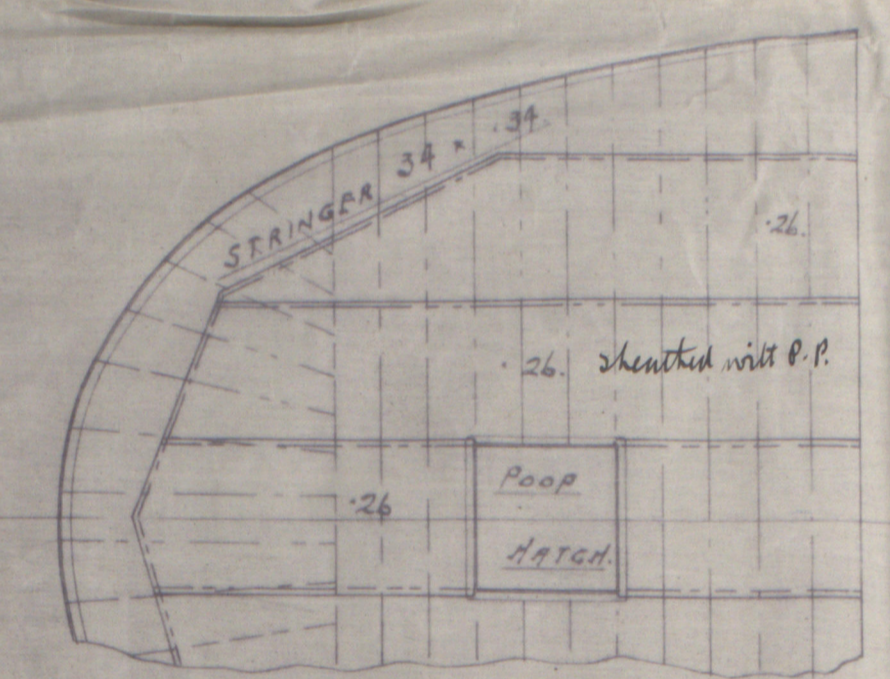 STRINGER 34 × .34
.26.
.26. sheathed with P.P.
.26
POOP
HATCH.